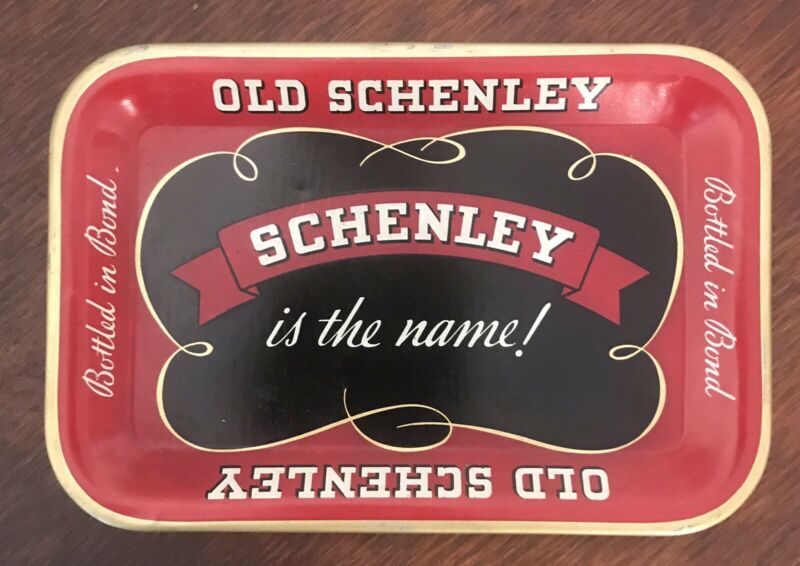 OLD SCHENLEY
Bottled in Bond.
SCHENLEY
is the name!
Bottled in Bond
OLD SCHENLEY